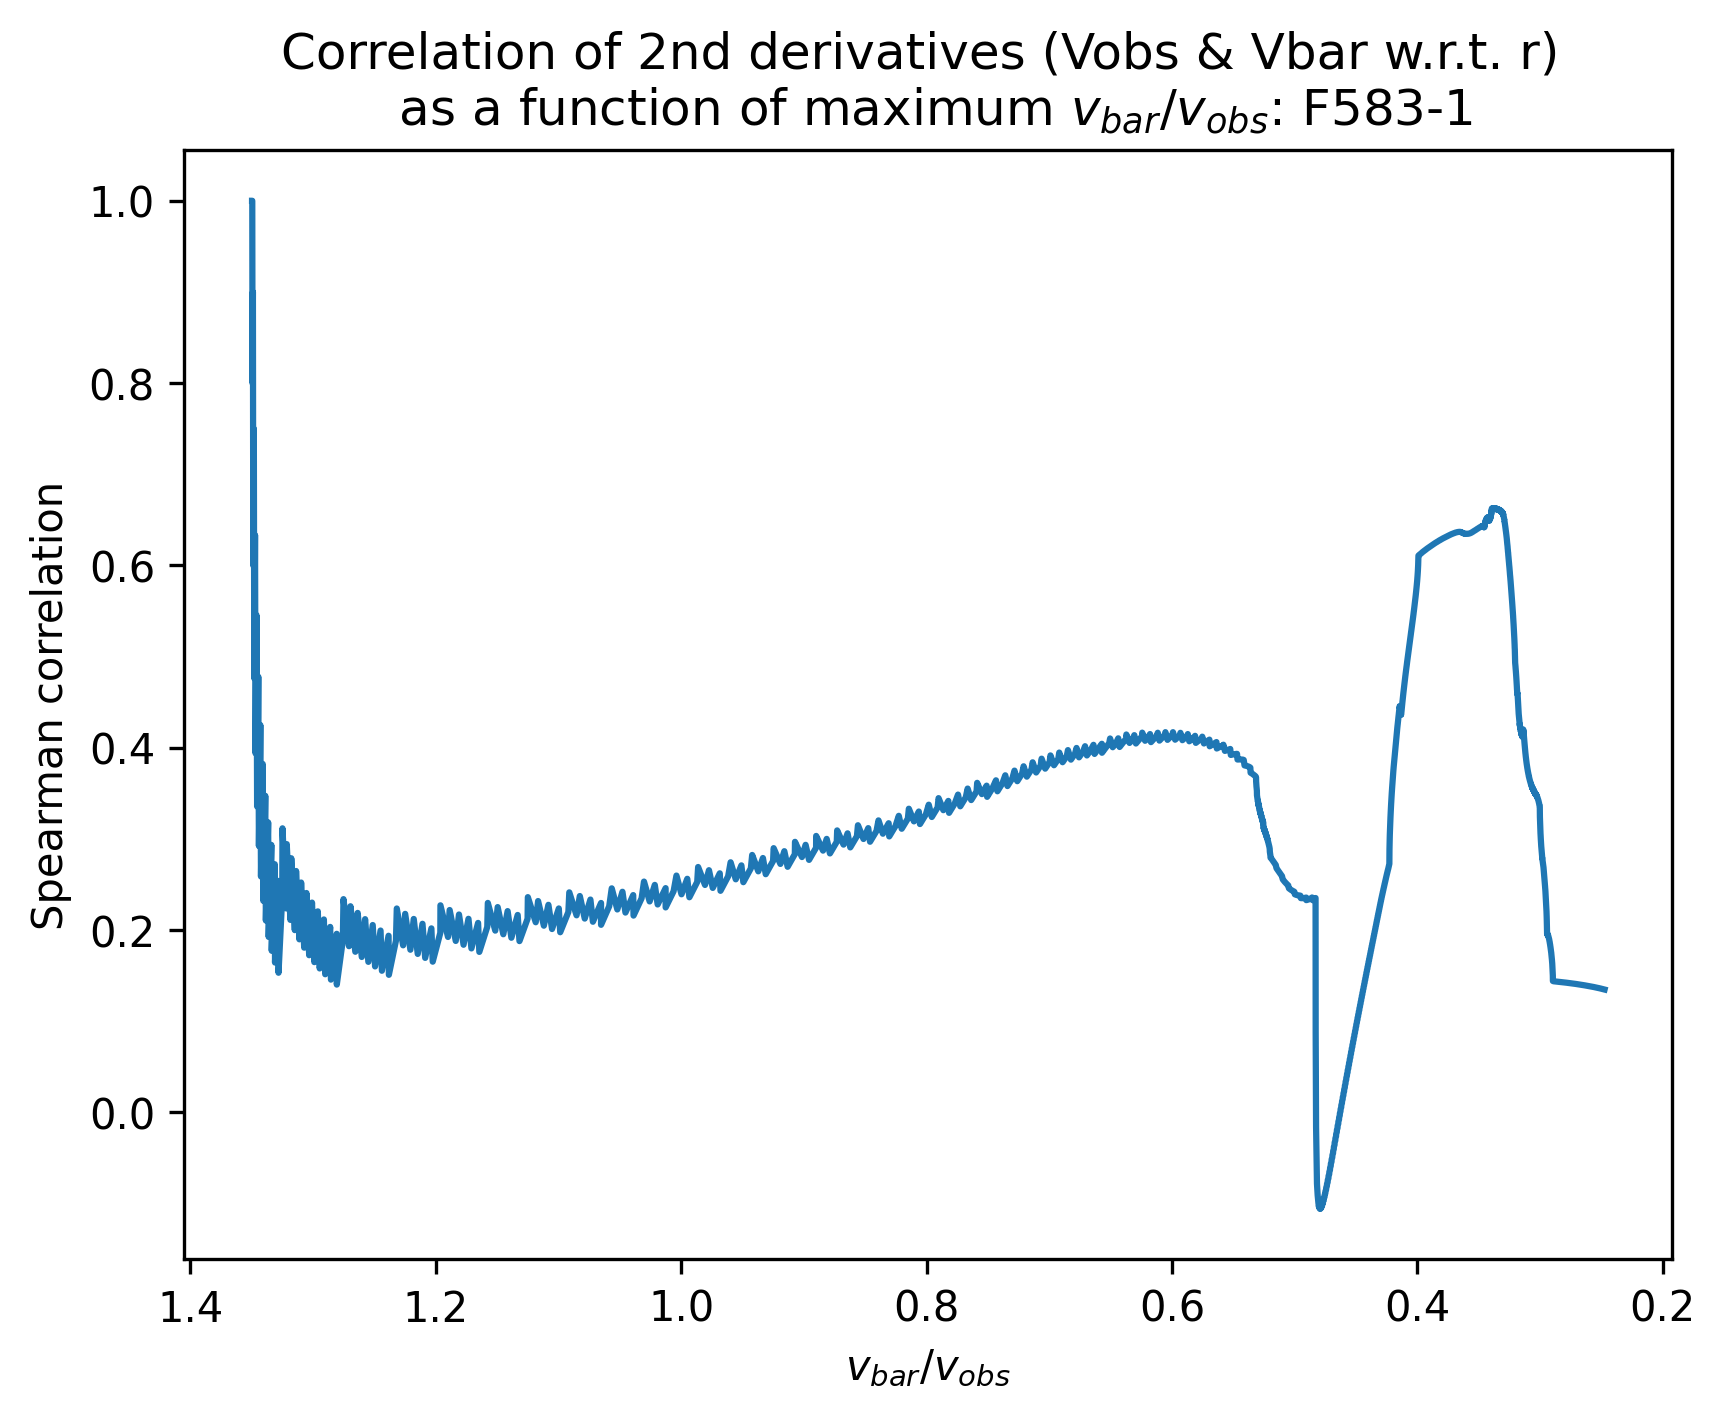 Correlation of 2nd derivatives (Vobs & Vbar w.r.t. r)
as a function of maximum v_bar/v_obs: F583-1
1.0
0.8
0.6
0.4
0.2
0.0
Spearman correlation
1.4 1.2 1.0 0.8 0.6 0.4 0.2
v_bar/v_obs